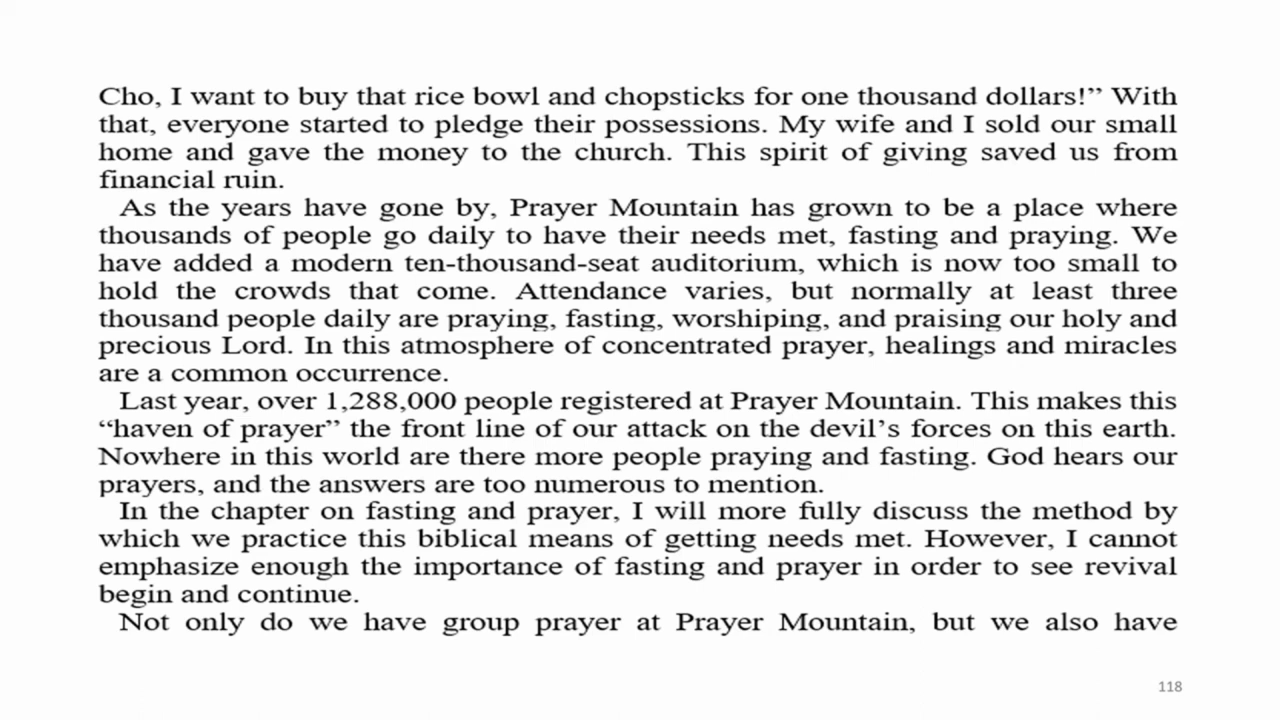 Cho, I want to buy that rice bowl and chopsticks for one thousand dollars!” With
that, everyone started to pledge their possessions. My wife and I sold our small
home and gave the money to the church. This spirit of giving saved us from
financial ruin.
As the years have gone by, Prayer Mountain has grown to be a place where
thousands of people go daily to have their needs met, fasting and praying. We
have added a modern ten-thousand-seat auditorium, which is now too small to
hold the crowds that come. Attendance varies, but normally at least three
thousand people daily are praying, fasting, worshiping, and praising our holy and
precious Lord. In this atmosphere of concentrated prayer, healings and miracles
are a common occurrence.
Last year, over 1,288,000 people registered at Prayer Mountain. This makes this
“haven of prayer” the front line of our attack on the devil’s forces on this earth.
Nowhere in this world are there more people praying and fasting. God hears our
prayers, and the answers are too numerous to mention.
In the chapter on fasting and prayer, I will more fully discuss the method by
which we practice this biblical means of getting needs met. However, I cannot
emphasize enough the importance of fasting and prayer in order to see revival
begin and continue.
Not only do we have group prayer at Prayer Mountain, but we also have
118